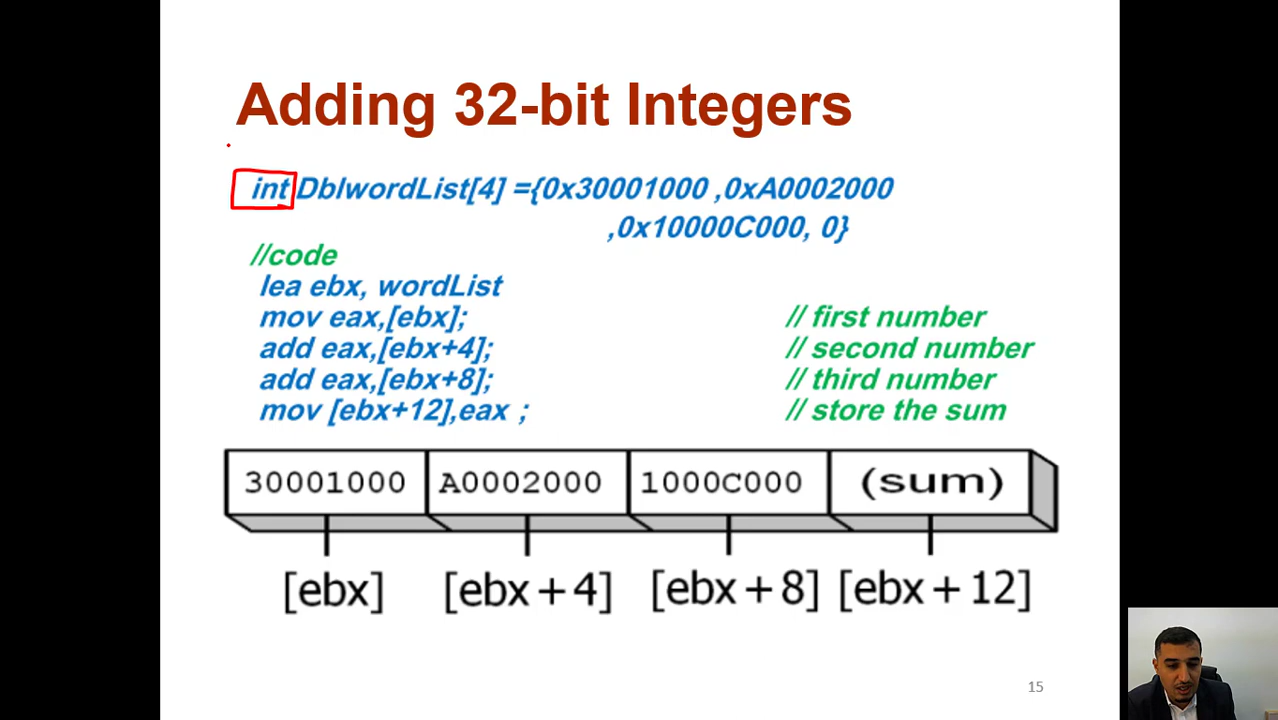 Adding 32-bit Integers
int DblwordList[4] ={0x30001000 ,0xA0002000
,0x10000C000, 0}
//code
lea ebx, wordList
mov eax,[ebx]; // first number
add eax,[ebx+4]; // second number
add eax,[ebx+8]; // third number
mov [ebx+12],eax ; // store the sum
30001000 A0002000 1000C000 (sum)
[ebx] [ebx+4] [ebx+8] [ebx+12]
15